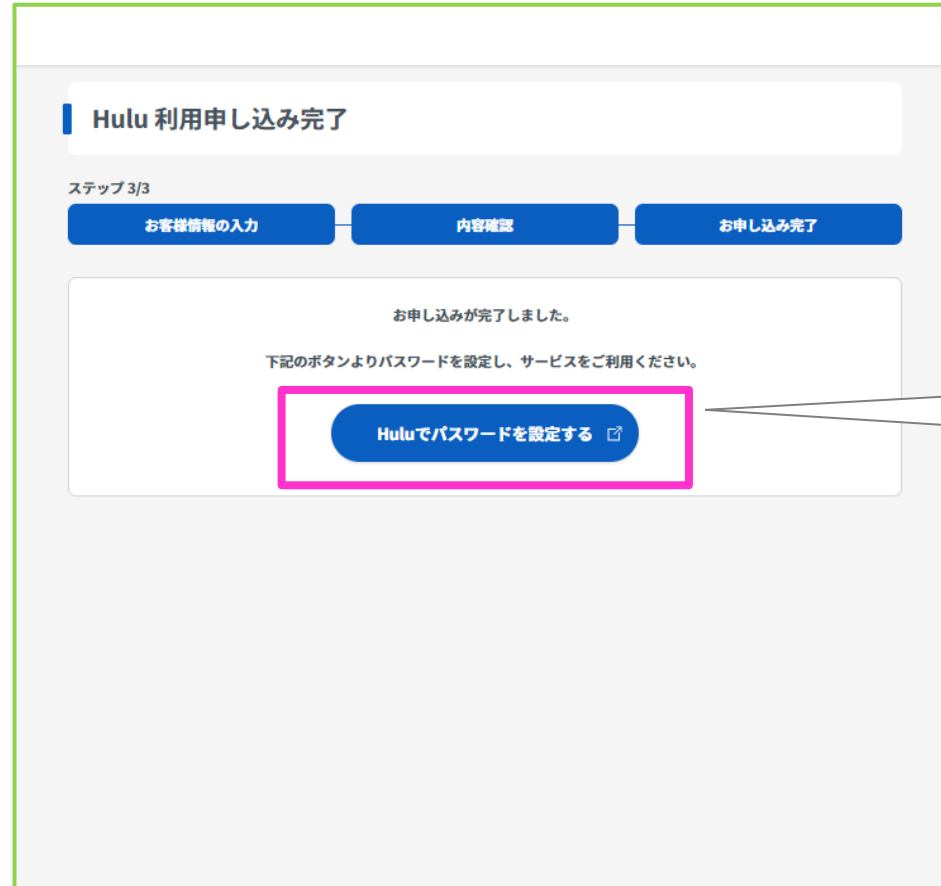 Hulu 利用申し込み完了
ステップ 3/3
お客様情報の入力
内容確認
お申し込み完了
お申し込みが完了しました。
下記のボタンよりパスワードを設定し、サービスをご利用ください。
Huluでパスワードを設定する